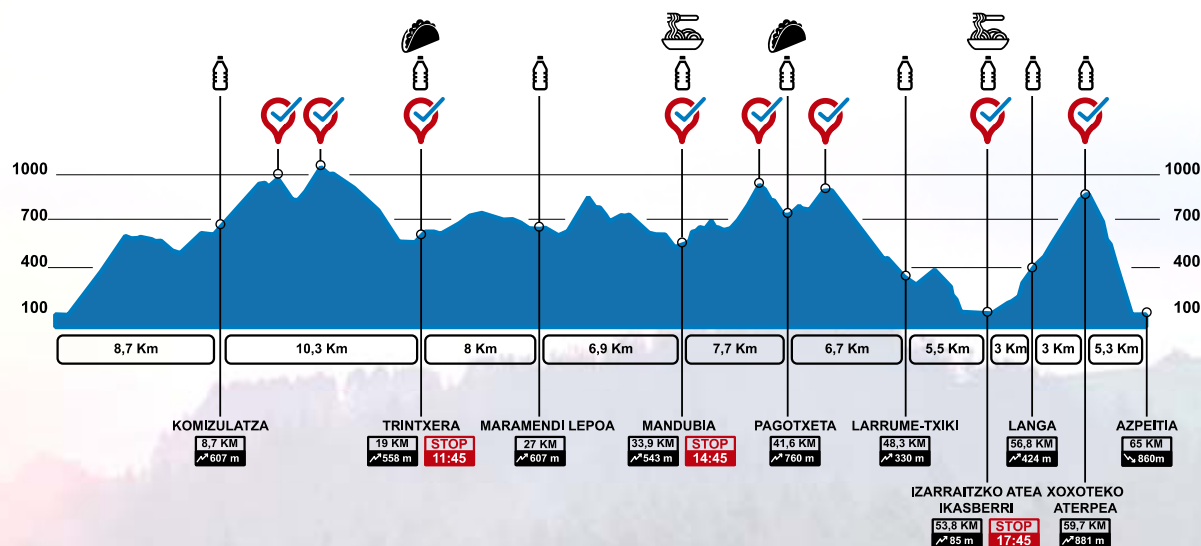 1000
700
400
100
1000
700
400
100
8,7 Km
10,3 Km
8 Km
6,9 Km
7,7 Km
6,7 Km
5,5 Km
3 Km
3 Km
5,3 Km
KOMIZULATZA
8,7 KM
607 m
TRINTXERA
19 KM
558 m
STOP
11:45
MARAMENDI LEPOA
27 KM
607 m
MANDUBIA
33,9 KM
543 m
STOP
14:45
PAGOTXETA
41,6 KM
760 m
LARRUME-TXIKI
48,3 KM
330 m
IZARRAITZKO ATEA
IKASBERRI
53,8 KM
85 m
STOP
17:45
LANGA
56,8 KM
424 m
XOXOTEKO
ATERPEA
59,7 KM
881 m
AZPEITIA
65 KM
860m